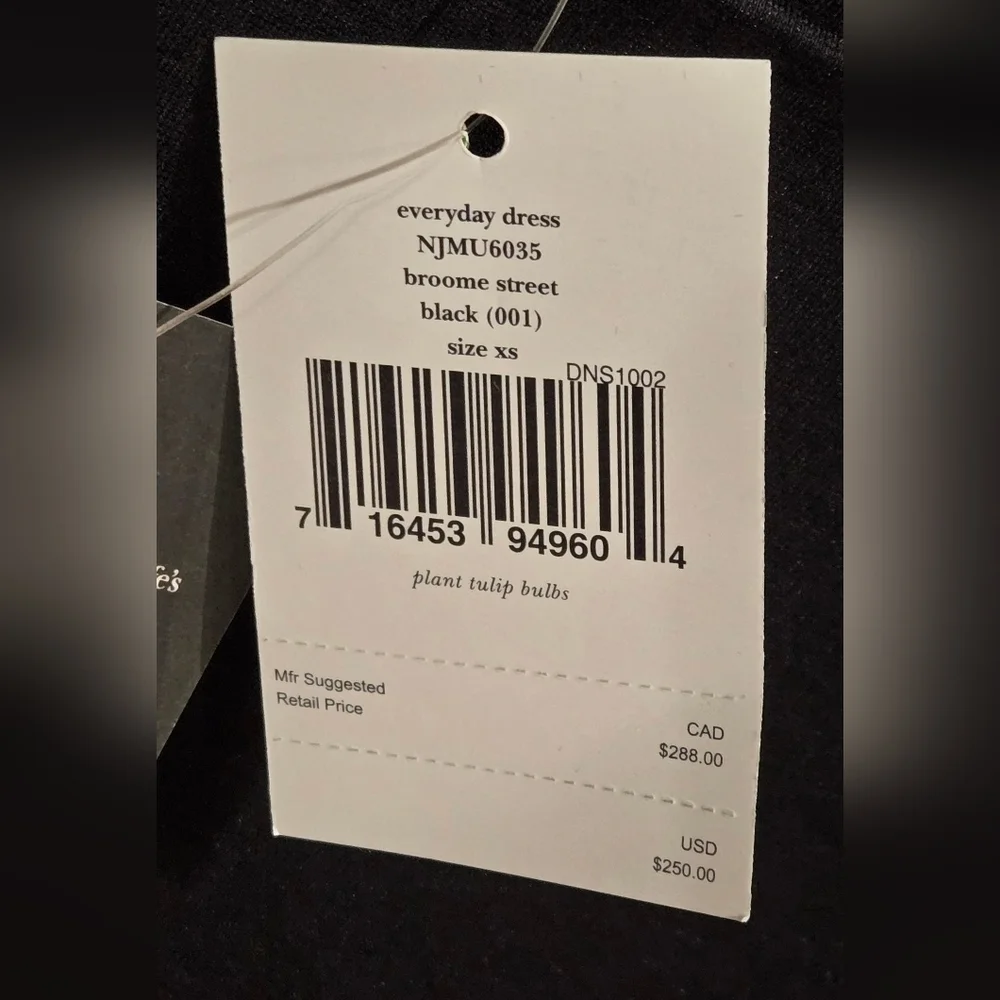 everyday dress
NJMU6035
broome street
black (001)
size xs
DNS1002
7 16453 94960 4
plant tulip bulbs
Mfr Suggested
Retail Price
CAD
$288.00
USD
$250.00